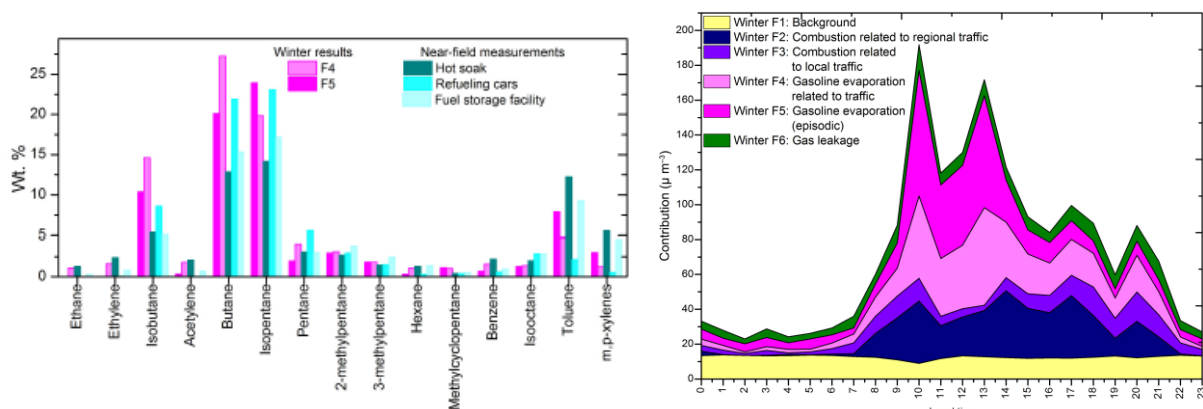 Winter results
F4
F5
Near-field measurements
Hot soak
Refueling cars
Fuel storage facility
Wt. %
25
20
15
10
5
0
Ethane
Ethylene
Isobutane
Acetylene
Butane
Isopentane
Pentane
2-methylpentane
3-methylpentane
Hexane
Methylcyclopentane
Benzene
Isooctane
Toluene
m,p-xylenes
Winter F1: Background
Winter F2: Combustion related to regional traffic
Winter F3: Combustion related
to local traffic
Winter F4: Gasoline evaporation
related to traffic
Winter F5: Gasoline evaporation
(episodic)
Winter F6: Gas leakage
Contribution (μ m⁻³)
200
160
120
80
40
20
0
0 1 2 3 4 5 6 7 8 9 10 11 12 13 14 15 16 17 18 19 20 21 22 23